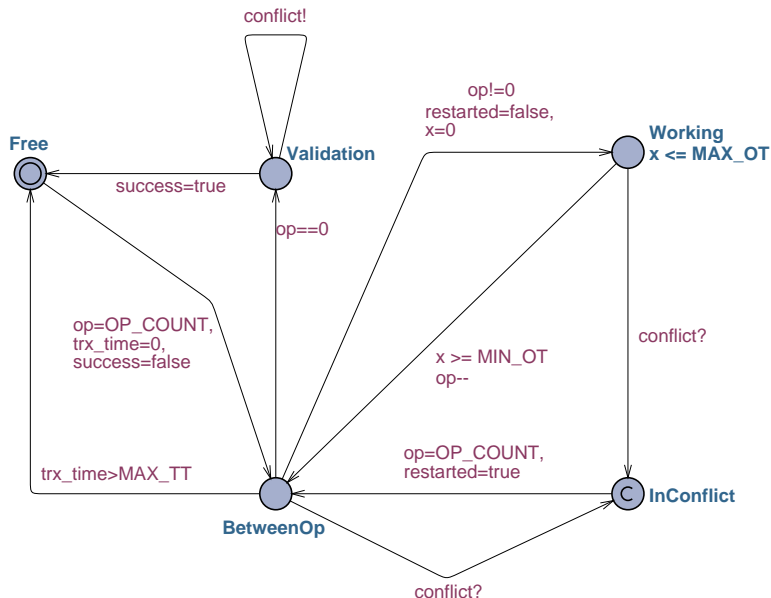 conflict!
op!=0
restarted=false,
x=0
Free
Validation
Working
x <= MAX_OT
success=true
op==0
op=OP_COUNT,
trx_time=0,
success=false
x >= MIN_OT
op--
conflict?
op=OP_COUNT,
restarted=true
trx_time>MAX_TT
C
InConflict
BetweenOp
conflict?